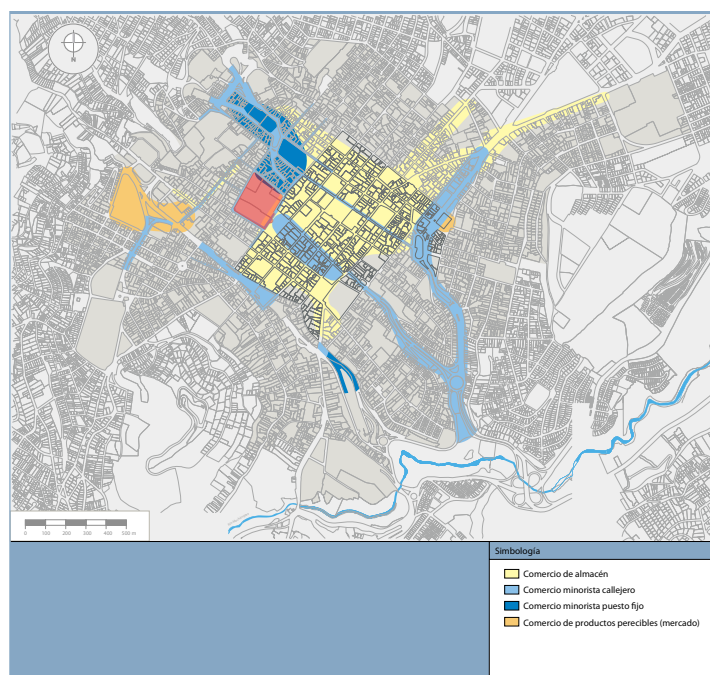 N
0 100 200 300 400 500 m
Simbología
Comercio de almacén
Comercio minorista callejero
Comercio minorista puesto fijo
Comercio de productos perecibles (mercado)